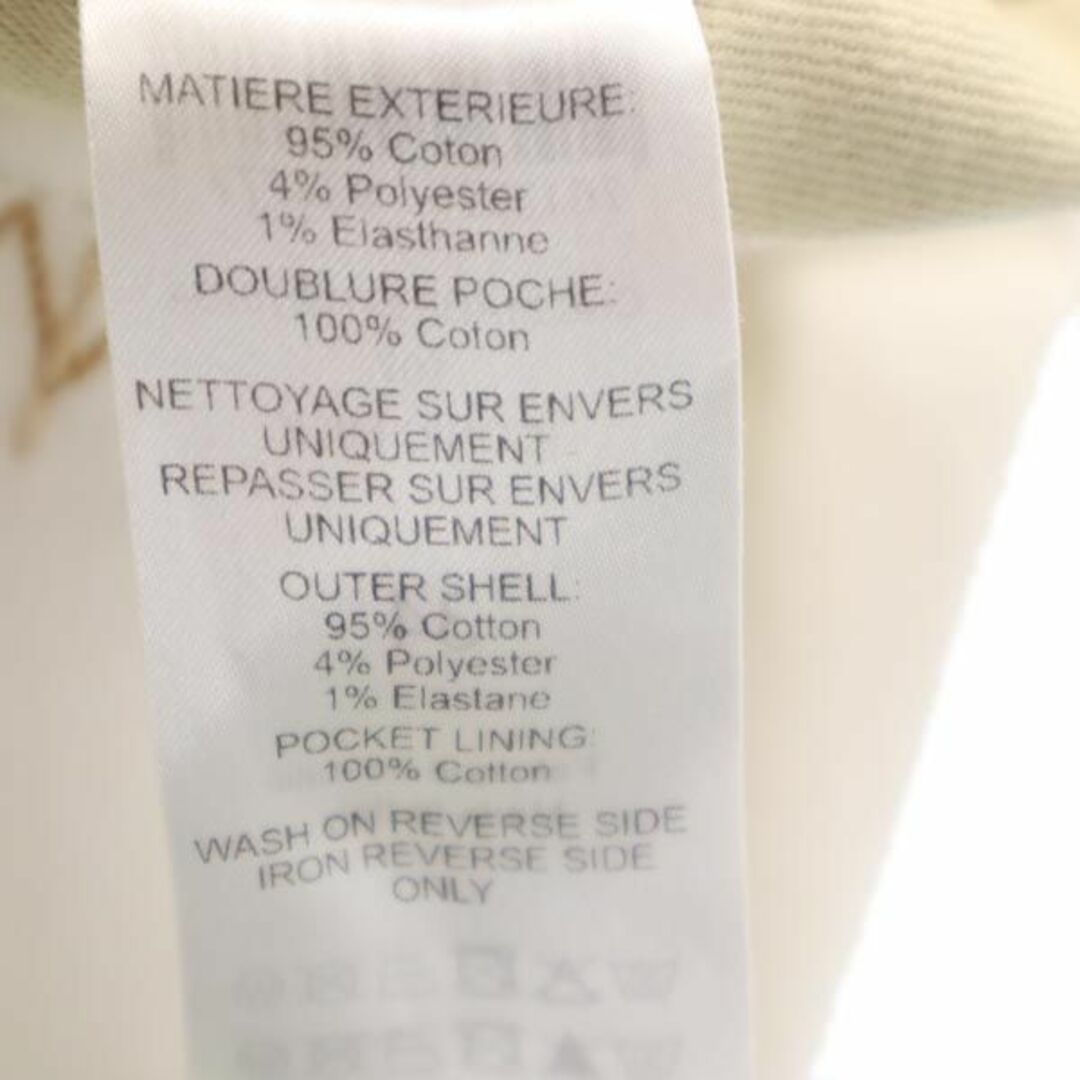 MATIERE EXTERIEURE:
95% Coton
4% Polyester
1% Elasthanne
DOUBLURE POCHE:
100% Coton
NETTOYAGE SUR ENVERS
UNIQUEMENT
REPASSER SUR ENVERS
UNIQUEMENT
OUTER SHELL:
95% Cotton
4% Polyester
1% Elastane
POCKET LINING:
100% Cotton
WASH ON REVERSE SIDE
IRON REVERSE SIDE
ONLY